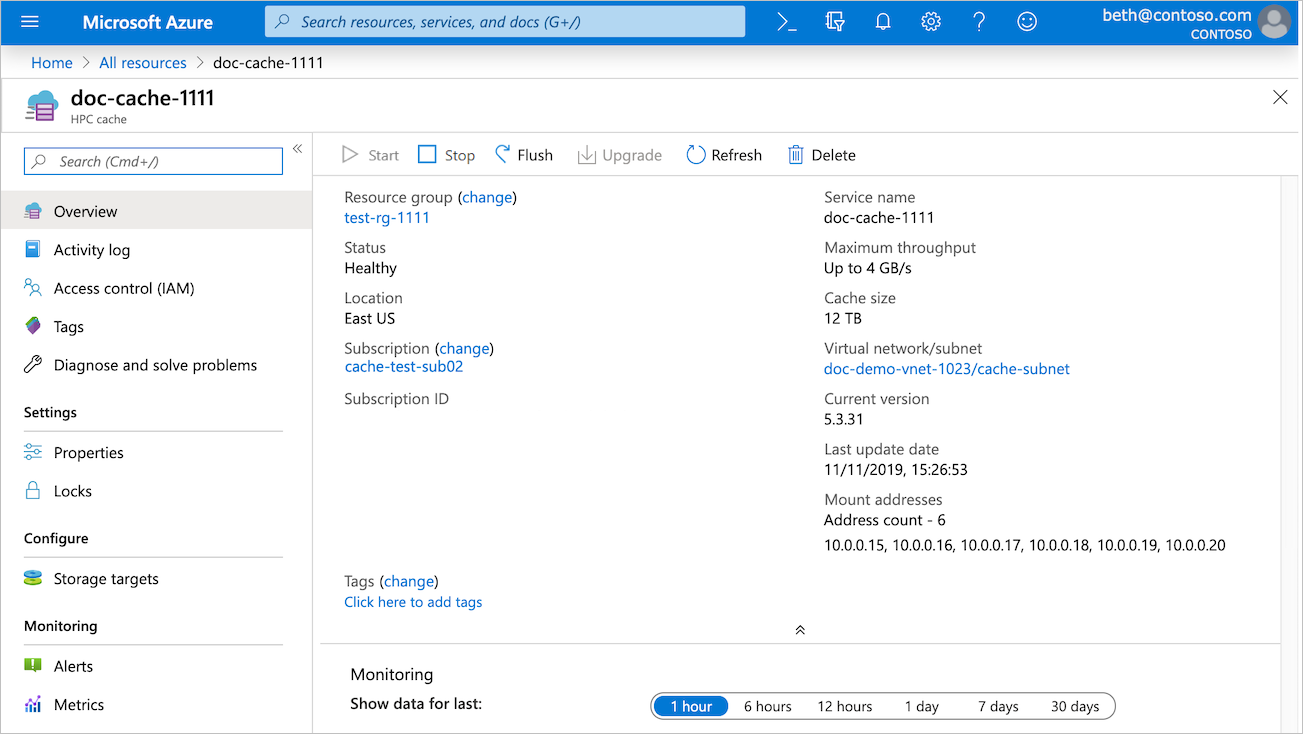 Microsoft Azure
Search resources, services, and docs (G+/)
beth@contoso.com
CONTOSO
Home > All resources > doc-cache-1111
doc-cache-1111
HPC cache
Search (Cmd+/)
Overview
Activity log
Access control (IAM)
Tags
Diagnose and solve problems
Settings
Properties
Locks
Configure
Storage targets
Monitoring
Alerts
Metrics
Start Stop Flush Upgrade Refresh Delete
Resource group (change)
test-rg-1111
Status
Healthy
Location
East US
Subscription (change)
cache-test-sub02
Subscription ID
Service name
doc-cache-1111
Maximum throughput
Up to 4 GB/s
Cache size
12 TB
Virtual network/subnet
doc-demo-vnet-1023/cache-subnet
Current version
5.3.31
Last update date
11/11/2019, 15:26:53
Mount addresses
Address count - 6
10.0.0.15, 10.0.0.16, 10.0.0.17, 10.0.0.18, 10.0.0.19, 10.0.0.20
Tags (change)
Click here to add tags
Monitoring
Show data for last:
1 hour 6 hours 12 hours 1 day 7 days 30 days